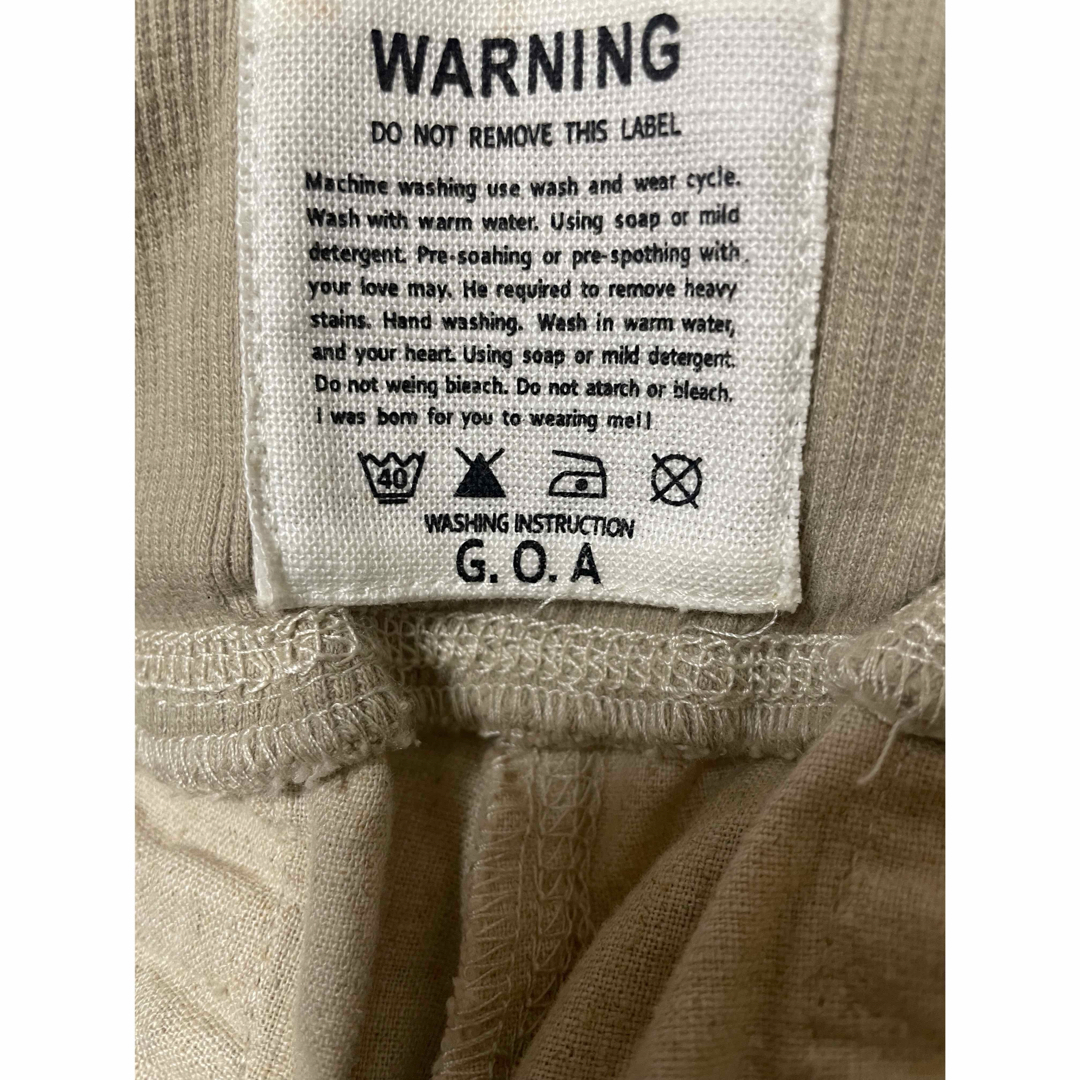 WARNING
DO NOT REMOVE THIS LABEL
Machine washing use wash and wear cycle.
Wash with warm water. Using soap or mild
detergent. Pre-soahing or pre-spothing with.
your love may. He required to remove heavy
stains. Hand washing. Wesh in warm water,
and your heart. Using soap or mild detergent.
Do not weing bieach. Do not atarch or bleach.
I was bom for you to wearing me!!
40
WASHING INSTRUCTION
G. O. A